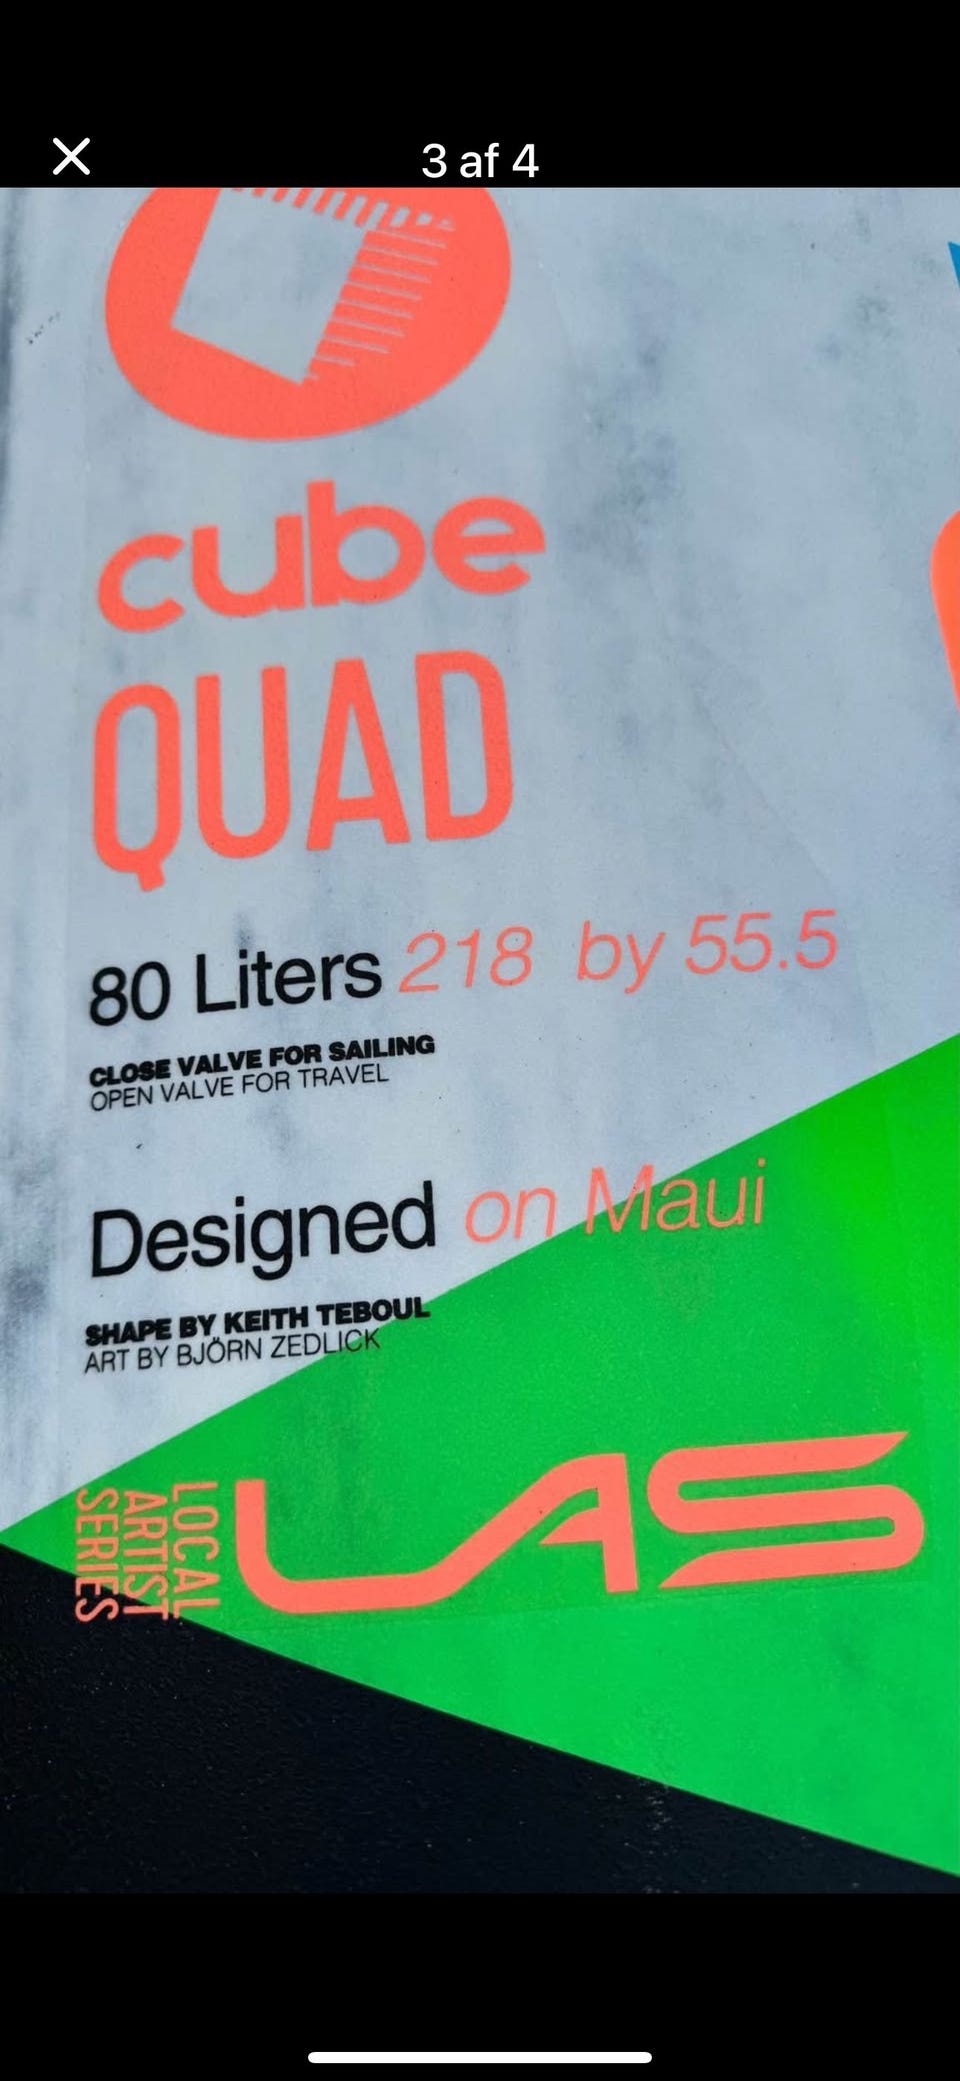 3 af 4
cube
QUAD
80 Liters 218 by 55.5
CLOSE VALVE FOR SAILING
OPEN VALVE FOR TRAVEL
Designed on Maui
SHAPE BY KEITH TEBOUL
ART BY BJÖRN ZEDLICK
LOCAL
ARTIST
SERIES
LAS